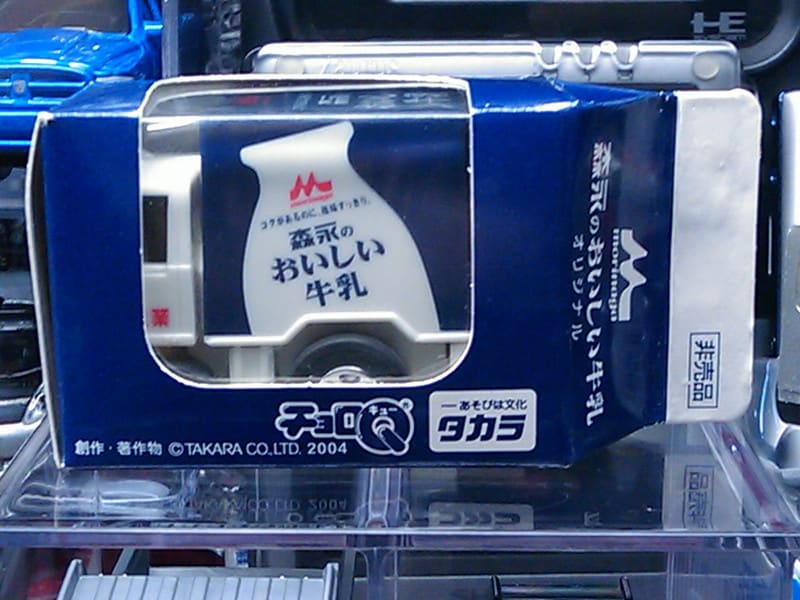 morinaga
コクがあるのに、後味すっきり。
森永の
おいしい
牛乳
業
森永のおいしい牛乳
オリジナル
morinaga
非売品
チョロQ
キュー
あそびは文化
タカラ
創作・著作物 ©TAKARA CO.LTD. 2004